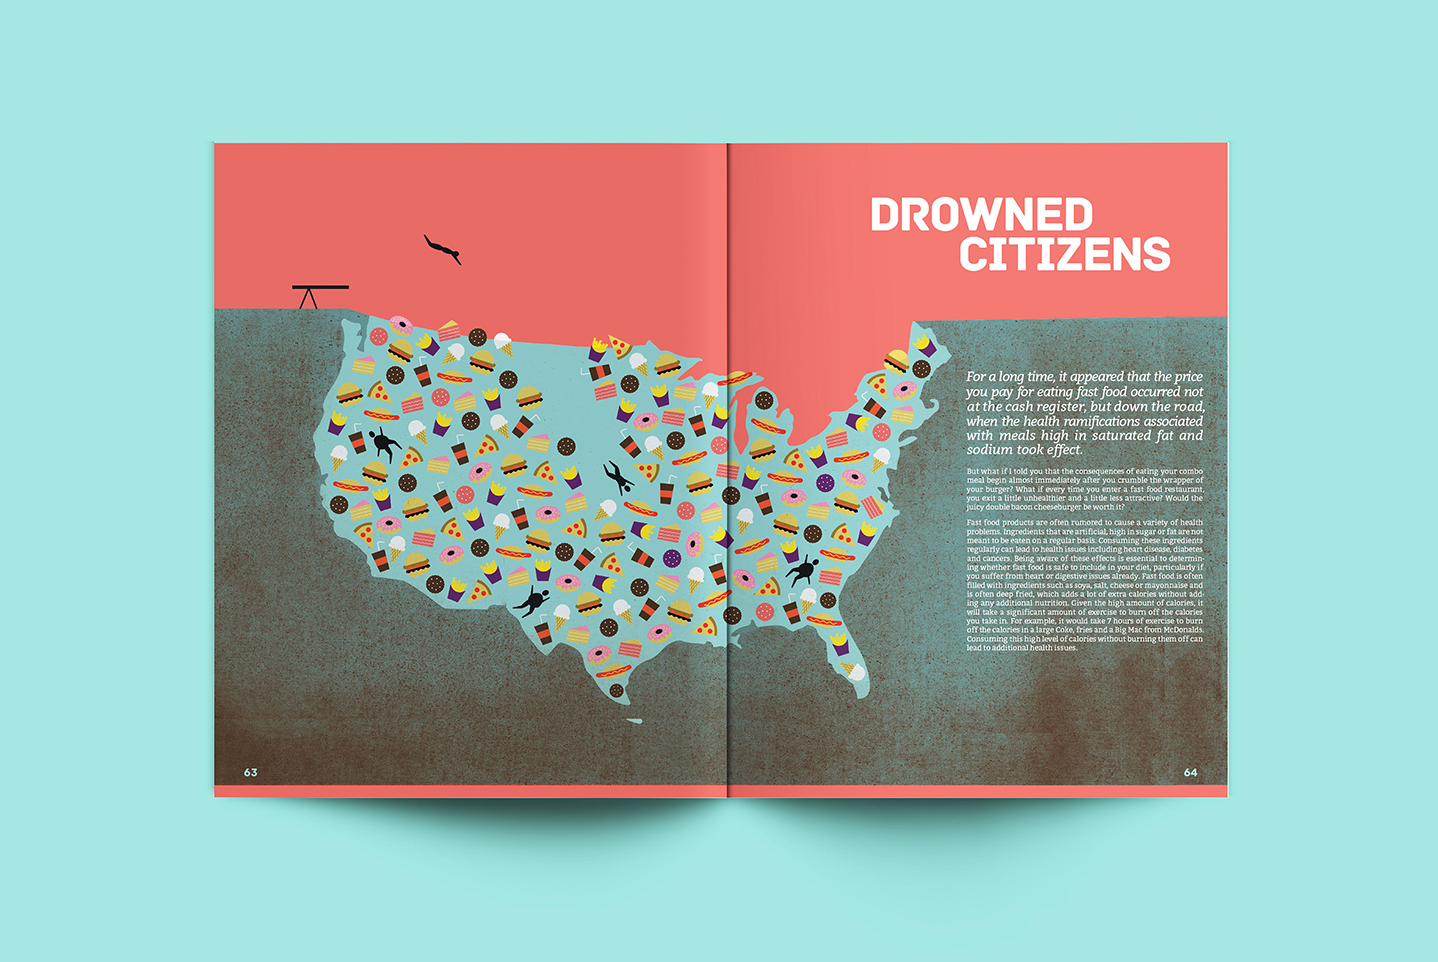 DROWNED
CITIZENS
For a long time, it appeared that the price
you pay for eating fast food occurred not
at the cash register, but down the road,
when the health ramifications associated
with meals high in saturated fat and
sodium took effect.
But what if I told you that the consequences of eating your combo
meal begin almost immediately after you crumble the wrapper of
your burger? What if every time you enter a fast food restaurant,
you exit a little unhealthier and a little less attractive? Would the
juicy double bacon cheeseburger be worth it?
Fast food products are often rumored to cause a variety of health
problems. Ingredients that are artificial, high in sugar or fat are not
meant to be eaten on a regular basis. Consuming these ingredients
regularly can lead to health issues including heart disease, diabetes
and cancers. Being aware of these effects is essential to determin-
ing whether fast food is safe to include in your diet, particularly if
you suffer from heart or digestive issues already. Fast food is often
filled with ingredients such as soya, salt, cheese or mayonnaise and
is often deep fried, which adds a lot of extra calories without add-
ing any additional nutrition. Given the high amount of calories, it
will take a significant amount of exercise to burn off the calories
you take in. For example, it would take 7 hours of exercise to burn
off the calories in a large Coke, fries and a Big Mac from McDonalds.
Consuming this high level of calories without burning them off can
lead to additional health issues.
63
64